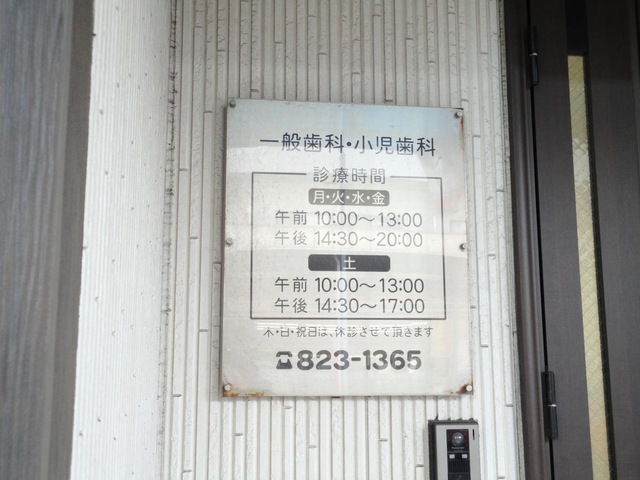 一般歯科・小児歯科
診療時間
月・火・水・金
午前 10:00〜13:00
午後 14:30〜20:00
土
午前 10:00〜13:00
午後 14:30〜17:00
木・日・祝日は、休診させて頂きます
☎823-1365